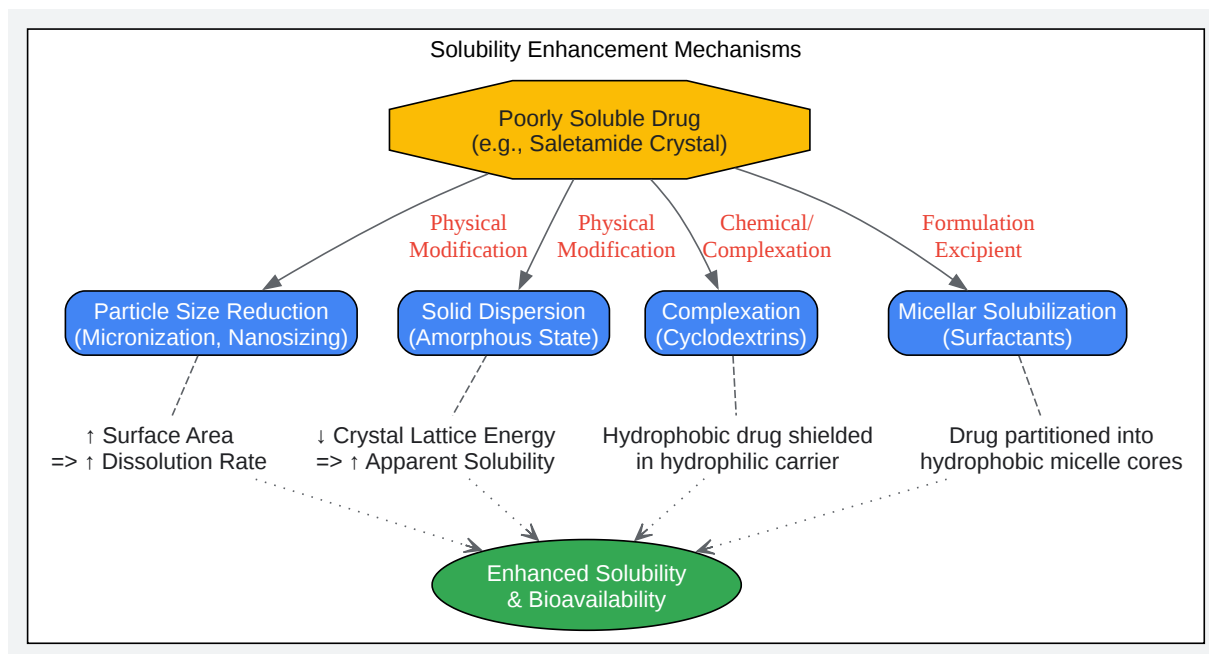 Solubility Enhancement Mechanisms
Poorly Soluble Drug
(e.g., Saletamide Crystal)
Physical
Modification
Physical
Modification
Chemical/
Complexation
Formulation
Excipient
Particle Size Reduction
(Micronization, Nanosizing)
Solid Dispersion
(Amorphous State)
Complexation
(Cyclodextrins)
Micellar Solubilization
(Surfactants)
↑ Surface Area
=> ↑ Dissolution Rate
↓ Crystal Lattice Energy
=> ↑ Apparent Solubility
Hydrophobic drug shielded
in hydrophilic carrier
Drug partitioned into
hydrophobic micelle cores
Enhanced Solubility
& Bioavailability